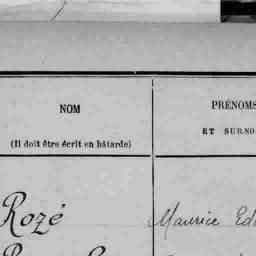 NOM
PRÉNOMS
ET SURNO
(Il doit être écrit en bâtarde)
Rozé
Maurice Ed